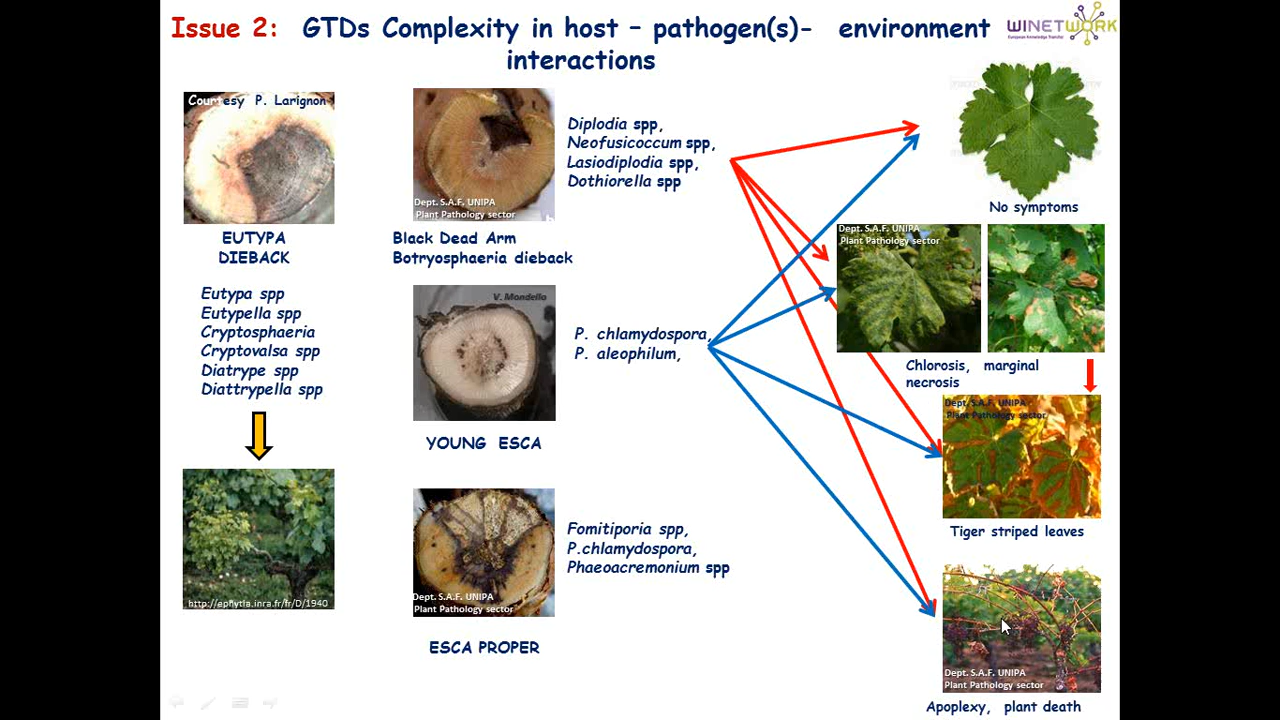 Issue 2: GTDs Complexity in host – pathogen(s)- environment
interactions
WINETWORK
European Knowledge Transfer
Courtesy P. Larignon
EUTYPA
DIEBACK
Eutypa spp
Eutypella spp
Cryptosphaeria
Cryptovalsa spp
Diatrype spp
Diattrypella spp
http://ephytia.inra.fr/fr/D/1940
Dept. S.A.F. UNIPA
Plant Pathology sector
b
Black Dead Arm
Botryosphaeria dieback
Diplodia spp,
Neofusicoccum spp,
Lasiodiplodia spp,
Dothiorella spp
V. Mondello
YOUNG ESCA
P. chlamydospora,
P. aleophilum,
Dept. S.A.F. UNIPA
Plant Pathology sector
ESCA PROPER
Fomitiporia spp,
P.chlamydospora,
Phaeoacremonium spp
No symptoms
Dept. S.A.F. UNIPA
Plant Pathology sector
Chlorosis, marginal
necrosis
Dept. S.A.F. UNIPA
Plant Pathology sector
Tiger striped leaves
Dept. S.A.F. UNIPA
Plant Pathology sector
Apoplexy, plant death